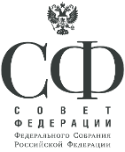 СФ
СОВЕТ
ФЕДЕРАЦИИ
ФЕДЕРАЛЬНОГО СОБРАНИЯ
РОССИЙСКОЙ ФЕДЕРАЦИИ